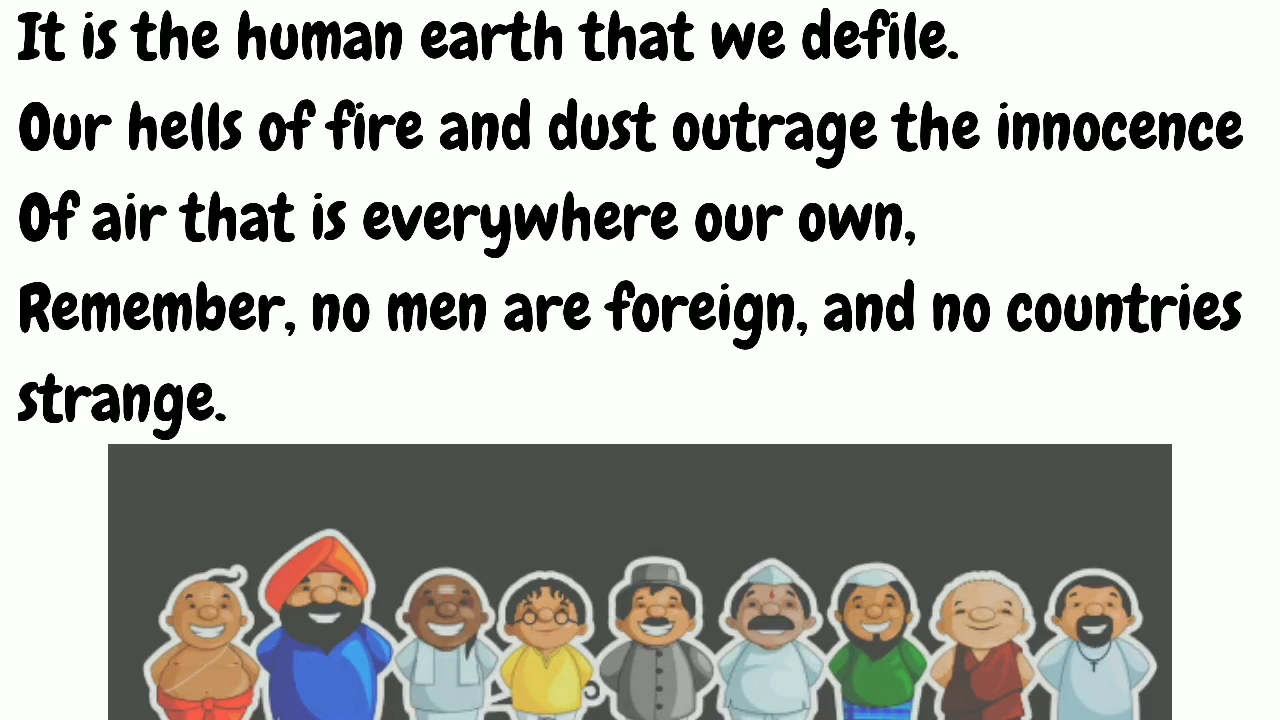 It is the human earth that we defile.
Our hells of fire and dust outrage the innocence
Of air that is everywhere our own,
Remember, no men are foreign, and no countries
strange.